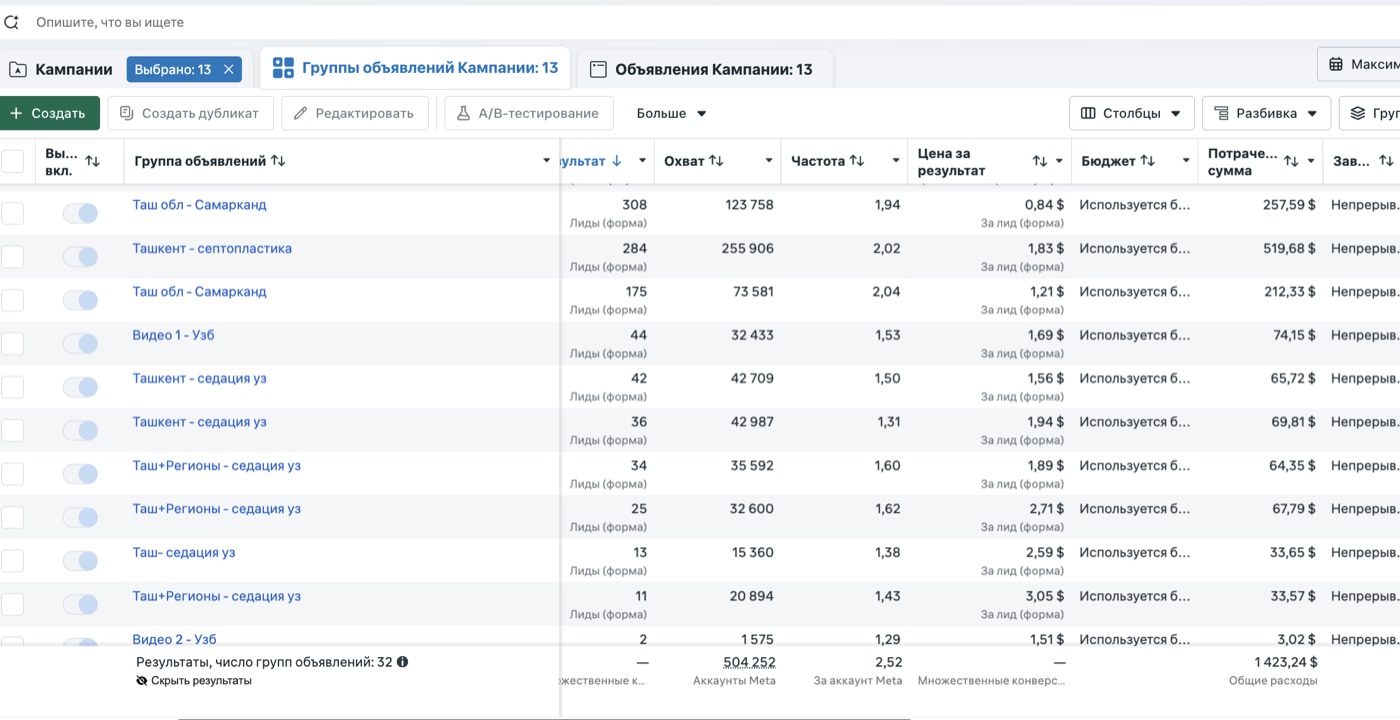 Опишите, что вы ищете
Кампании Выбрано: 13 Группы объявлений Кампании: 13 Объявления Кампании: 13 Максим
+ Создать Создать дубликат Редактировать A/B-тестирование Больше Столбцы Разбивка Груп
Вы... вкл. Группа объявлений ультат Охват Частота Цена за результат Бюджет Потраче... сумма Зав...
Таш обл - Самарканд 308 123 758 1,94 0,84 $ Используется б... 257,59 $ Непрерыв.
Лиды (форма) За лид (форма)
Ташкент - септопластика 284 255 906 2,02 1,83 $ Используется б... 519,68 $ Непрерыв.
Лиды (форма) За лид (форма)
Таш обл - Самарканд 175 73 581 2,04 1,21 $ Используется б... 212,33 $ Непрерыв.
Лиды (форма) За лид (форма)
Видео 1 - Узб 44 32 433 1,53 1,69 $ Используется б... 74,15 $ Непрерыв.
Лиды (форма) За лид (форма)
Ташкент - седация уз 42 42 709 1,50 1,56 $ Используется б... 65,72 $ Непрерыв.
Лиды (форма) За лид (форма)
Ташкент - седация уз 36 42 987 1,31 1,94 $ Используется б... 69,81 $ Непрерыв.
Лиды (форма) За лид (форма)
Таш+Регионы - седация уз 34 35 592 1,60 1,89 $ Используется б... 64,35 $ Непрерыв.
Лиды (форма) За лид (форма)
Таш+Регионы - седация уз 25 32 600 1,62 2,71 $ Используется б... 67,79 $ Непрерыв.
Лиды (форма) За лид (форма)
Таш- седация уз 13 15 360 1,38 2,59 $ Используется б... 33,65 $ Непрерыв.
Лиды (форма) За лид (форма)
Таш+Регионы - седация уз 11 20 894 1,43 3,05 $ Используется б... 33,57 $ Непрерыв.
Лиды (форма) За лид (форма)
Видео 2 - Узб 2 1 575 1,29 1,51 $ Используется б... 3,02 $ Непрерыв.
Результаты, число групп объявлений: 32 — 504 252 2,52 — 1 423,24 $
Скрыть результаты жественные к... Аккаунты Meta За аккаунт Meta Множественные конверс... Общие расходы